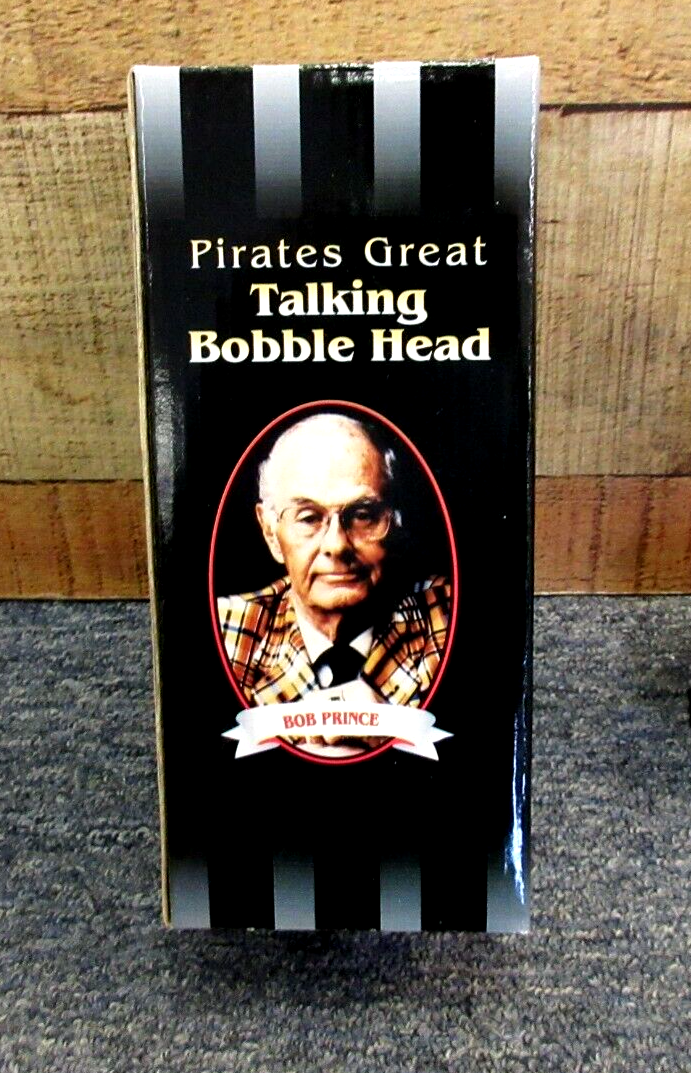 Pirates Great
Talking
Bobble Head
BOB PRINCE